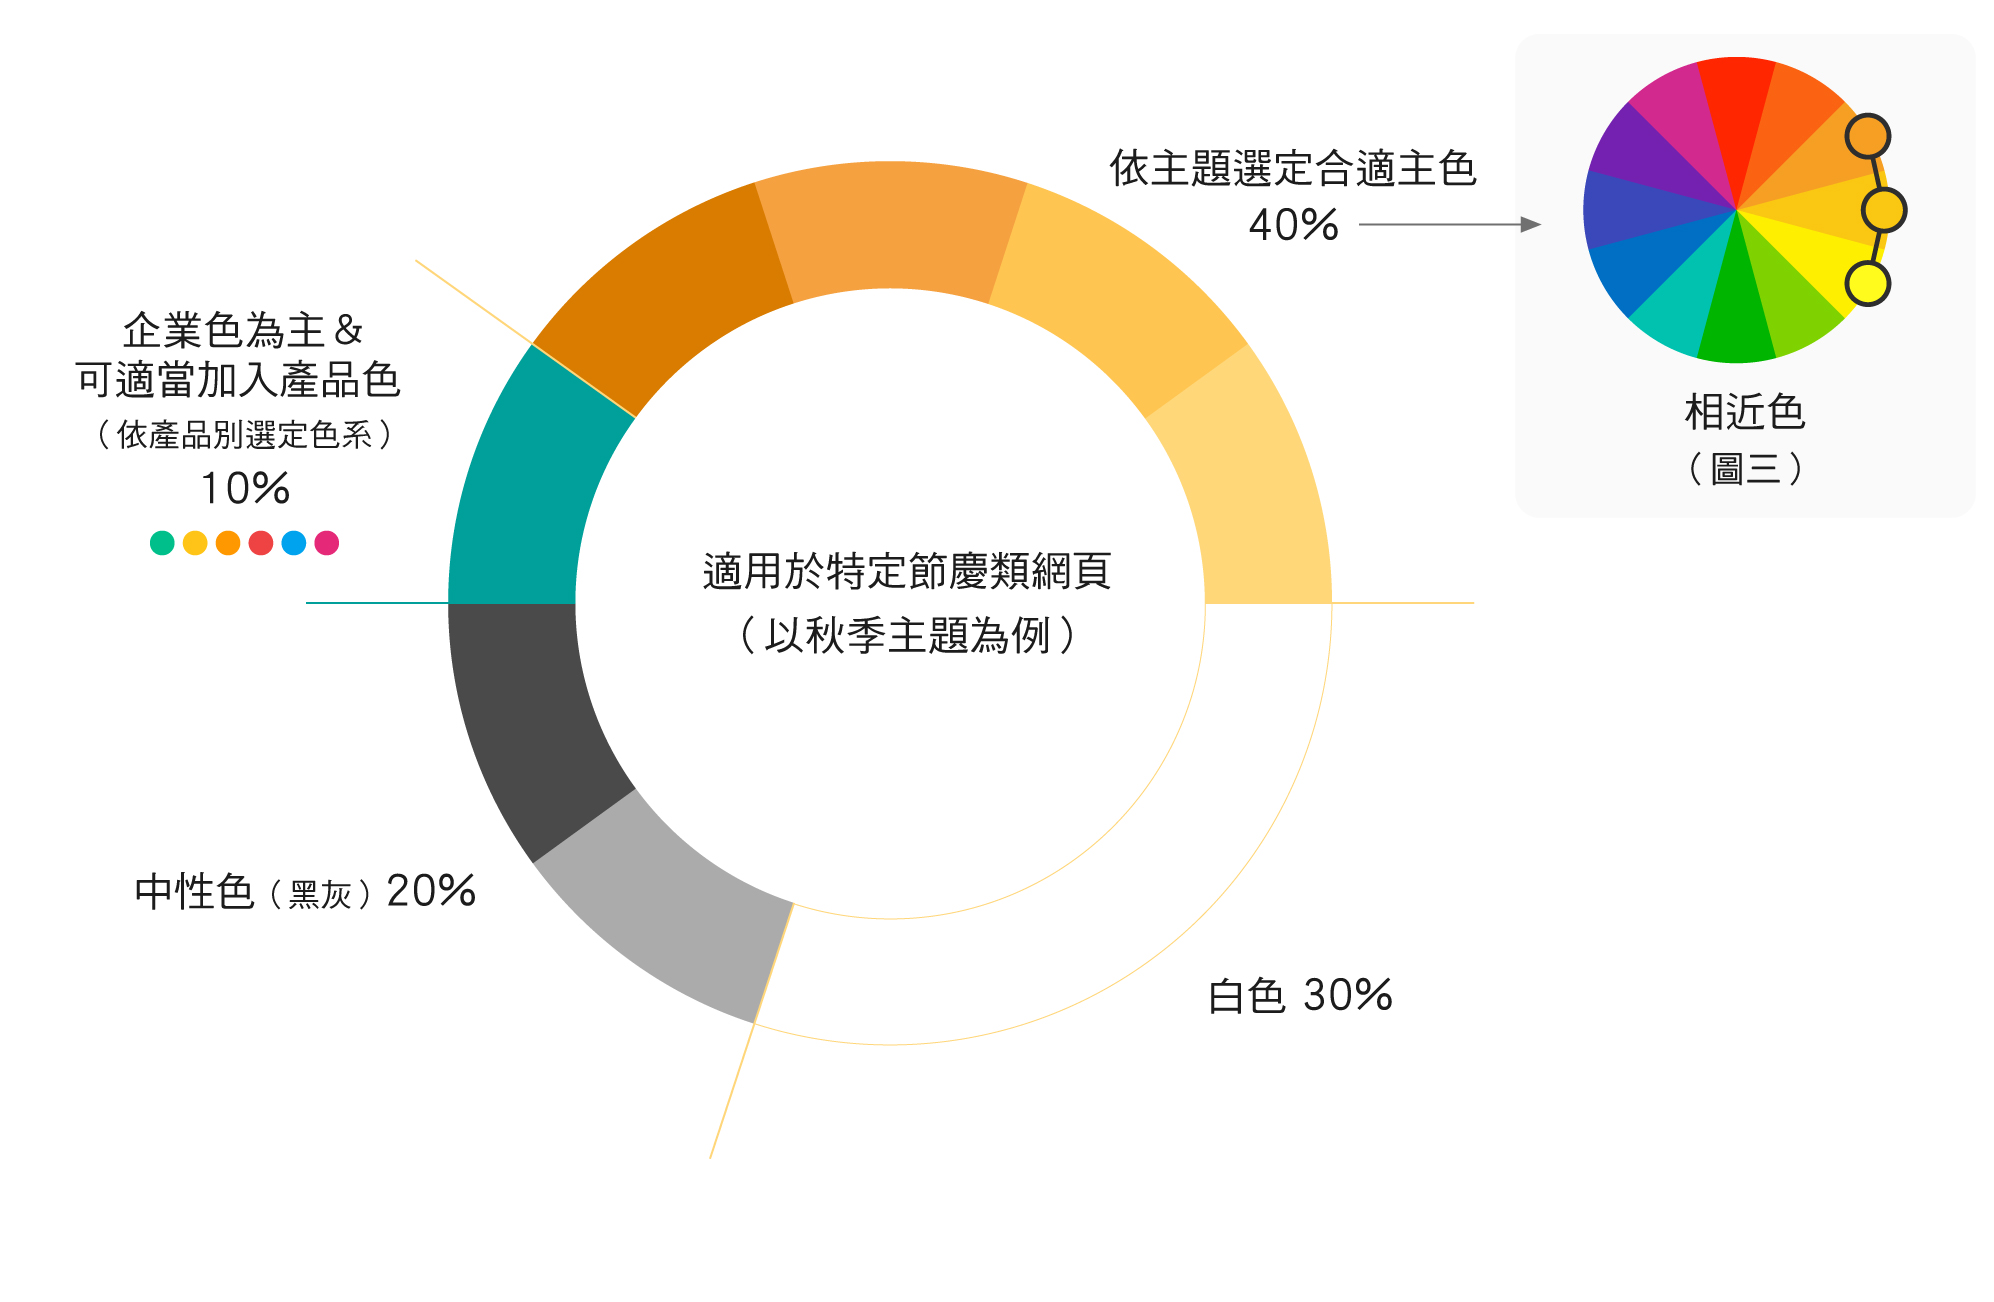 依主題選定合適主色
40%
相近色
（圖三）
企業色為主＆
可適當加入產品色
（依產品別選定色系）
10%
適用於特定節慶類網頁
（以秋季主題為例）
中性色（黑灰）20%
白色 30%